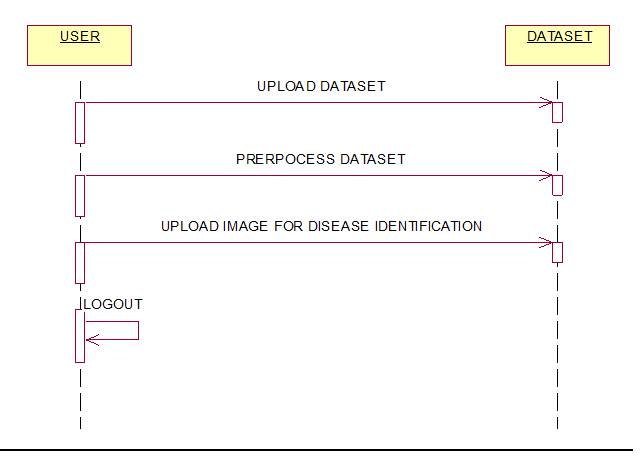 USER
DATASET
UPLOAD DATASET
PRERPOCESS DATASET
UPLOAD IMAGE FOR DISEASE IDENTIFICATION
LOGOUT